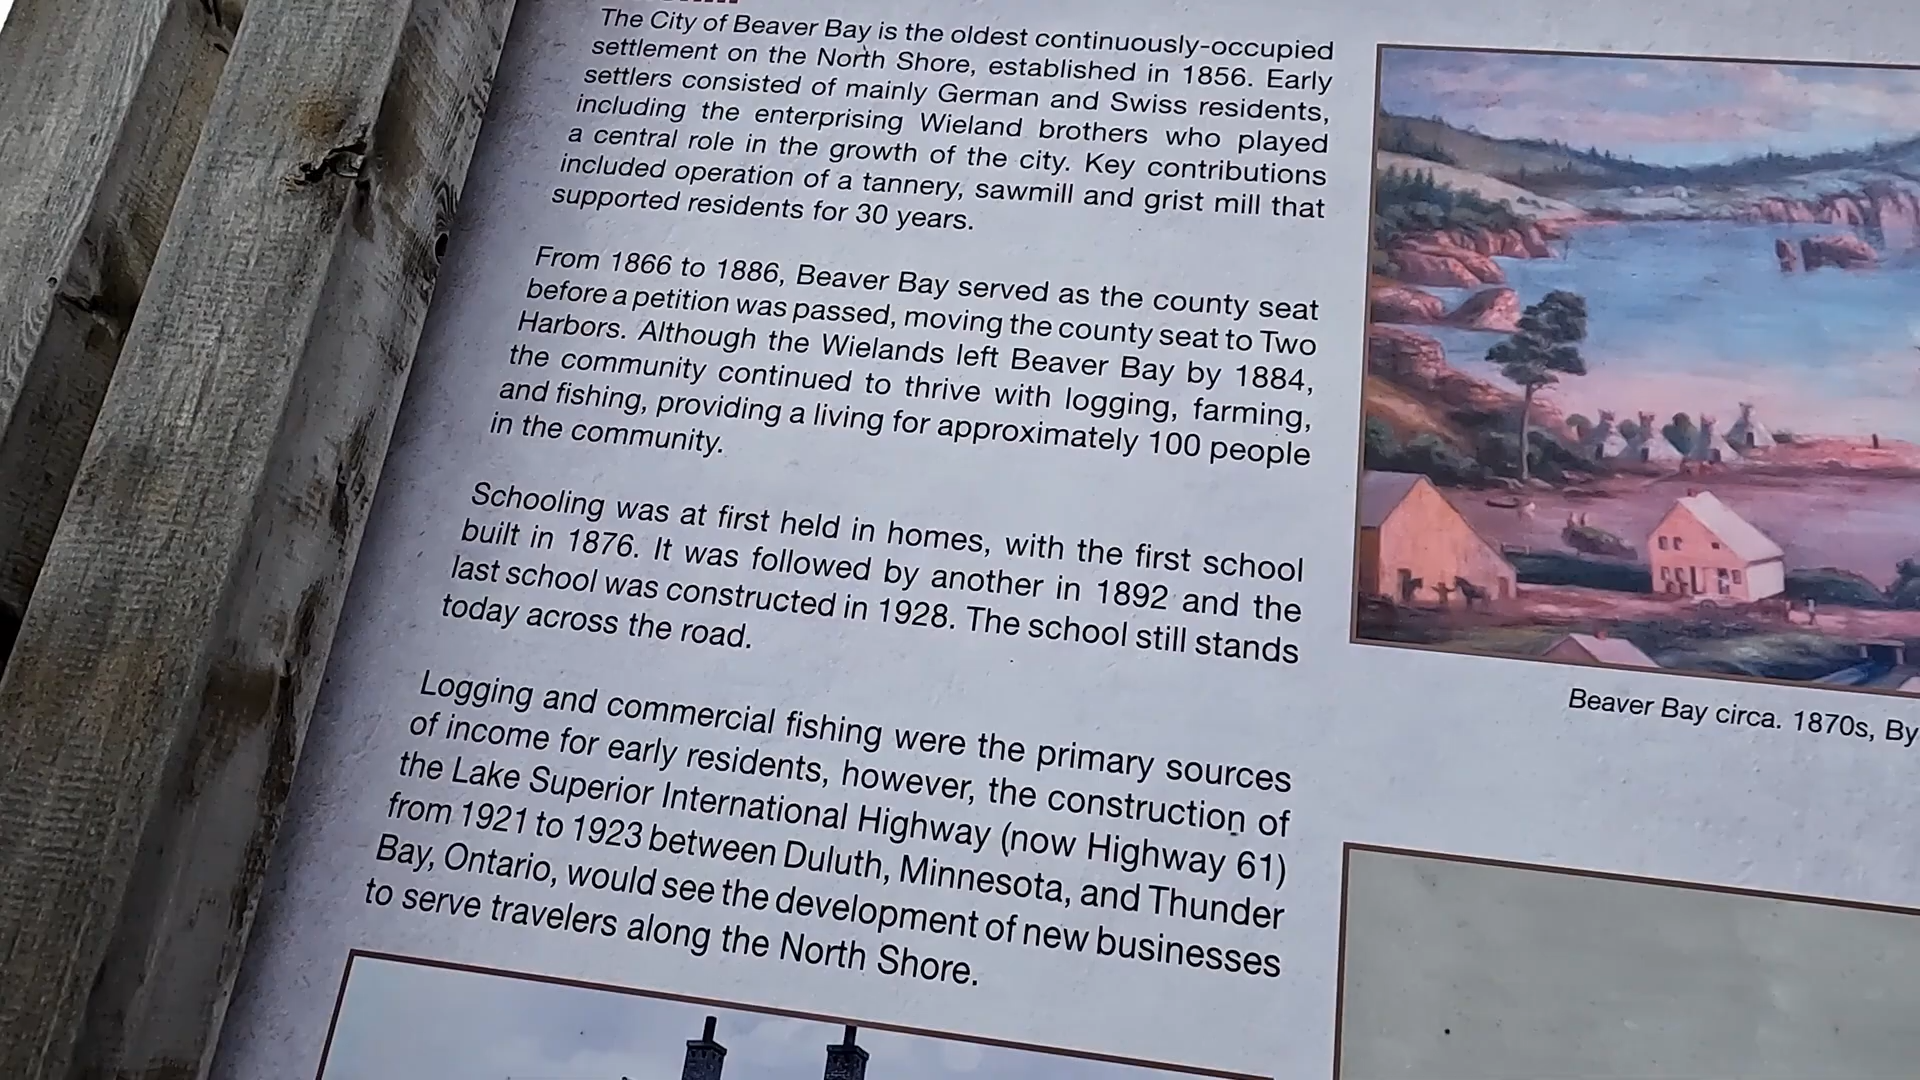 The City of Beaver Bay is the oldest continuously-occupied
settlement on the North Shore, established in 1856. Early
settlers consisted of mainly German and Swiss residents,
including the enterprising Wieland brothers who played
a central role in the growth of the city. Key contributions
included operation of a tannery, sawmill and grist mill that
supported residents for 30 years.
From 1866 to 1886, Beaver Bay served as the county seat
before a petition was passed, moving the county seat to Two
Harbors. Although the Wielands left Beaver Bay by 1884,
the community continued to thrive with logging, farming,
and fishing, providing a living for approximately 100 people
in the community.
Schooling was at first held in homes, with the first school
built in 1876. It was followed by another in 1892 and the
last school was constructed in 1928. The school still stands
today across the road.
Logging and commercial fishing were the primary sources
of income for early residents, however, the construction of
the Lake Superior International Highway (now Highway 61)
from 1921 to 1923 between Duluth, Minnesota, and Thunder
Bay, Ontario, would see the development of new businesses
to serve travelers along the North Shore.
Beaver Bay circa. 1870s, By